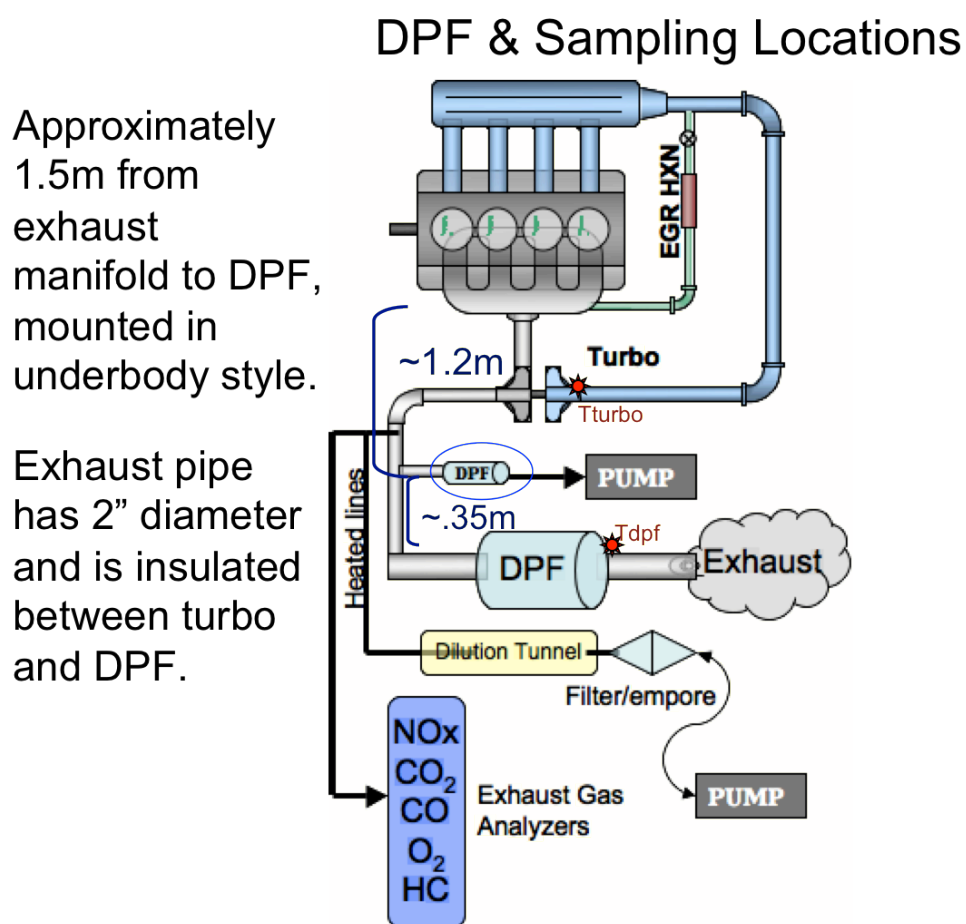 DPF & Sampling Locations
Approximately
1.5m from
exhaust
manifold to DPF,
mounted in
underbody style.
Exhaust pipe
has 2” diameter
and is insulated
between turbo
and DPF.
EGR HXN
~1.2m
Turbo
Tturbo
DPF
PUMP
~.35m
Heated lines
Tdpf
DPF
Exhaust
Dilution Tunnel
Filter/empore
NOx
CO₂
CO
O₂
HC
Exhaust Gas
Analyzers
PUMP